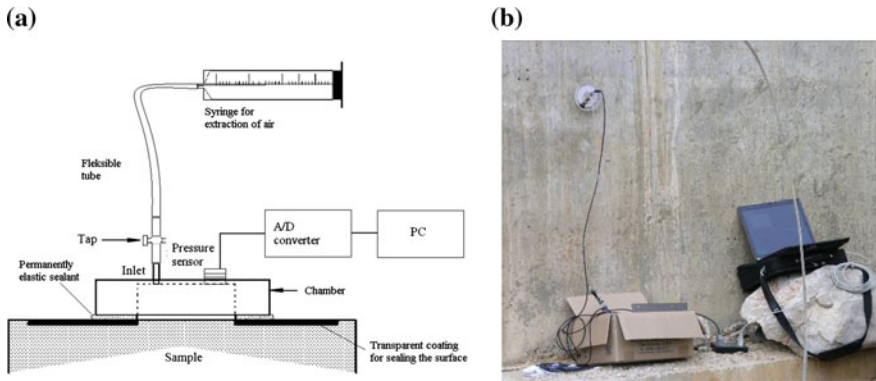 (a)
(b)
Syringe for
extraction of air
Fleksible
tube
Tap
Pressure
sensor
A/D
converter
PC
Permanently
elastic sealant
Inlet
Chamber
Transparent coating
for sealing the surface
Sample